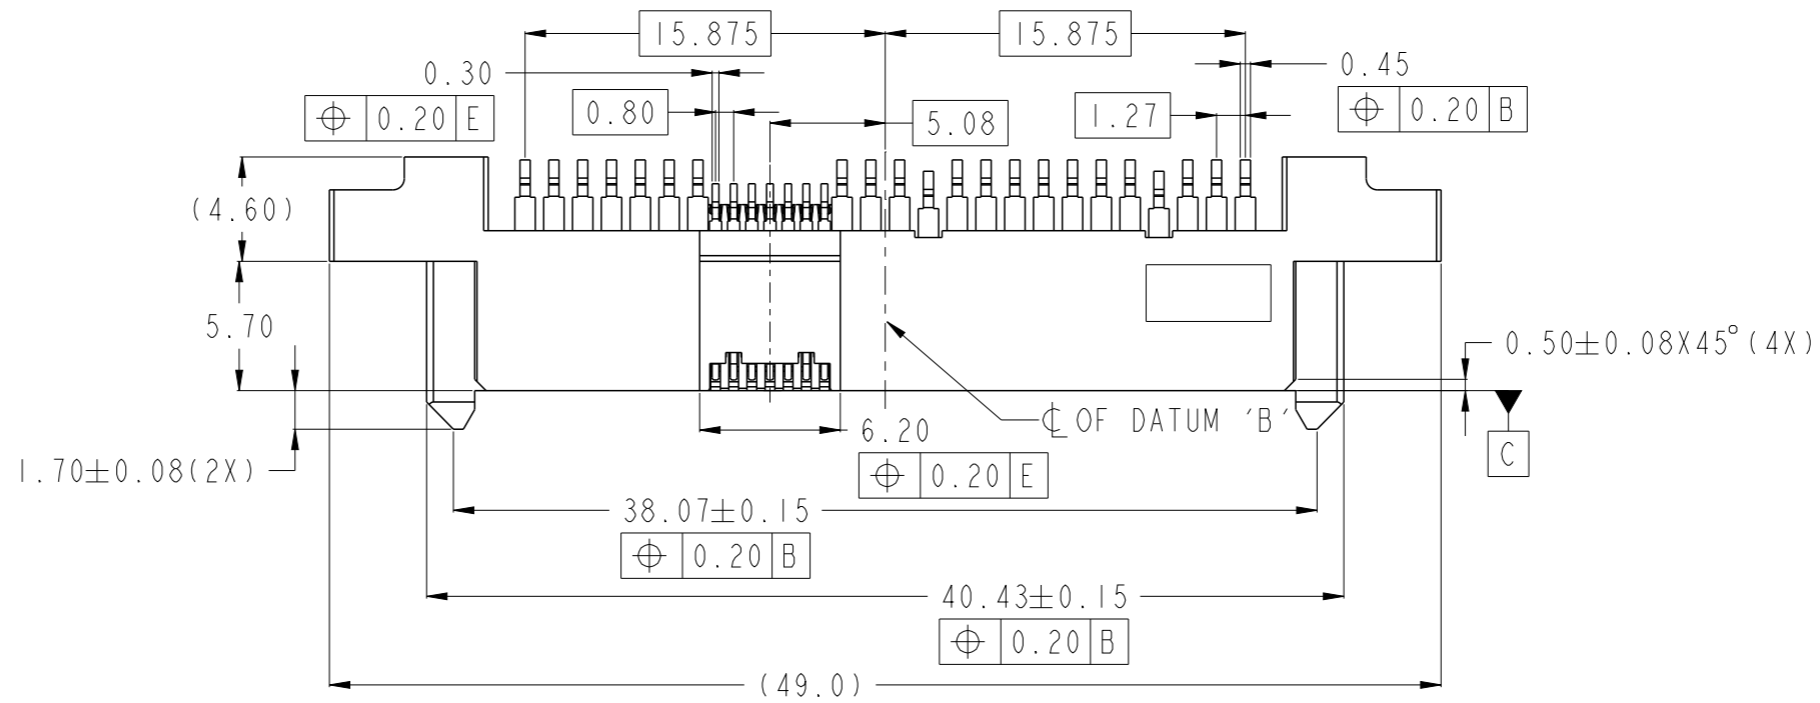 15.875
15.875
0.30
0.45
0.20 E
0.80
5.08
1.27
0.20 B
(4.60)
5.70
0.50±0.08X45°(4X)
℄ OF DATUM 'B'
6.20
C
1.70±0.08(2X)
0.20 E
38.07±0.15
0.20 B
40.43±0.15
0.20 B
(49.0)